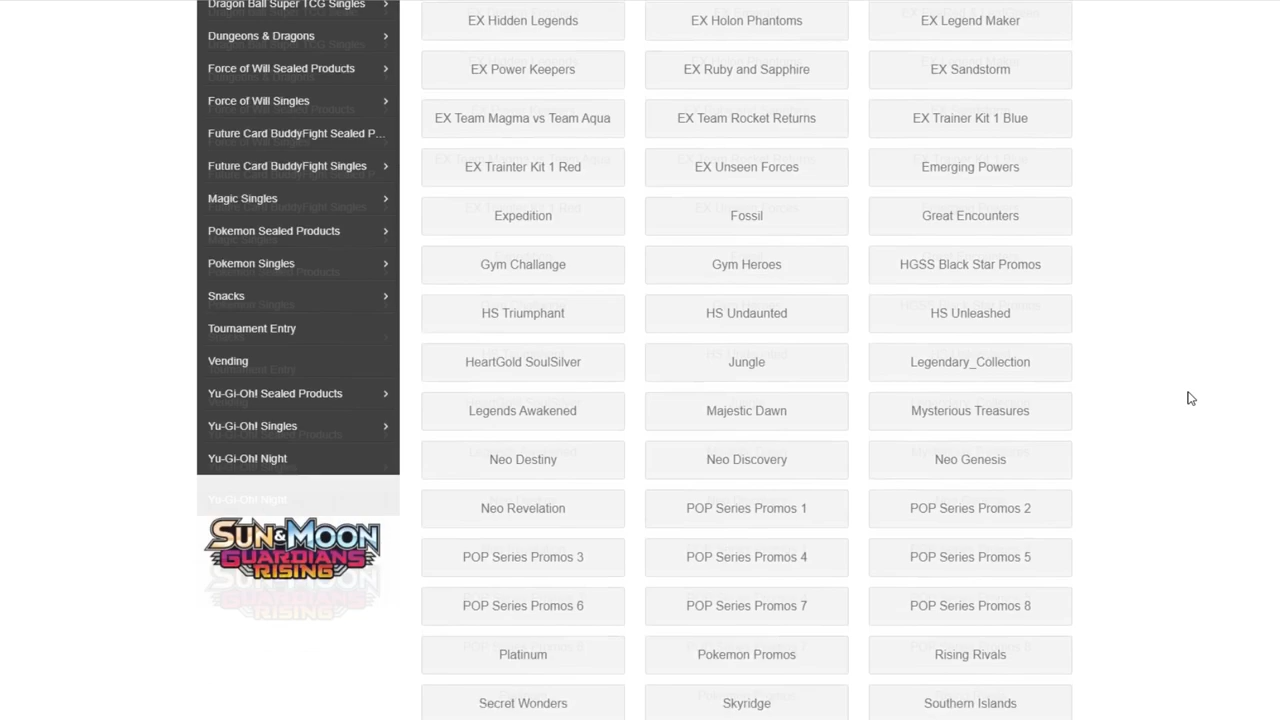 Dragon Ball Super TCG Singles
Dungeons & Dragons
Force of Will Sealed Products
Force of Will Singles
Future Card BuddyFight Sealed P...
Future Card BuddyFight Singles
Magic Singles
Pokemon Sealed Products
Pokemon Singles
Snacks
Tournament Entry
Vending
Yu-Gi-Oh! Sealed Products
Yu-Gi-Oh! Singles
Yu-Gi-Oh! Night
SUN & MOON
GUARDIANS
RISING
EX Hidden Legends
EX Holon Phantoms
EX Legend Maker
EX Power Keepers
EX Ruby and Sapphire
EX Sandstorm
EX Team Magma vs Team Aqua
EX Team Rocket Returns
EX Trainer Kit 1 Blue
EX Trainter Kit 1 Red
EX Unseen Forces
Emerging Powers
Expedition
Fossil
Great Encounters
Gym Challange
Gym Heroes
HGSS Black Star Promos
HS Triumphant
HS Undaunted
HS Unleashed
HeartGold SoulSilver
Jungle
Legendary_Collection
Legends Awakened
Majestic Dawn
Mysterious Treasures
Neo Destiny
Neo Discovery
Neo Genesis
Neo Revelation
POP Series Promos 1
POP Series Promos 2
POP Series Promos 3
POP Series Promos 4
POP Series Promos 5
POP Series Promos 6
POP Series Promos 7
POP Series Promos 8
Platinum
Pokemon Promos
Rising Rivals
Secret Wonders
Skyridge
Southern Islands